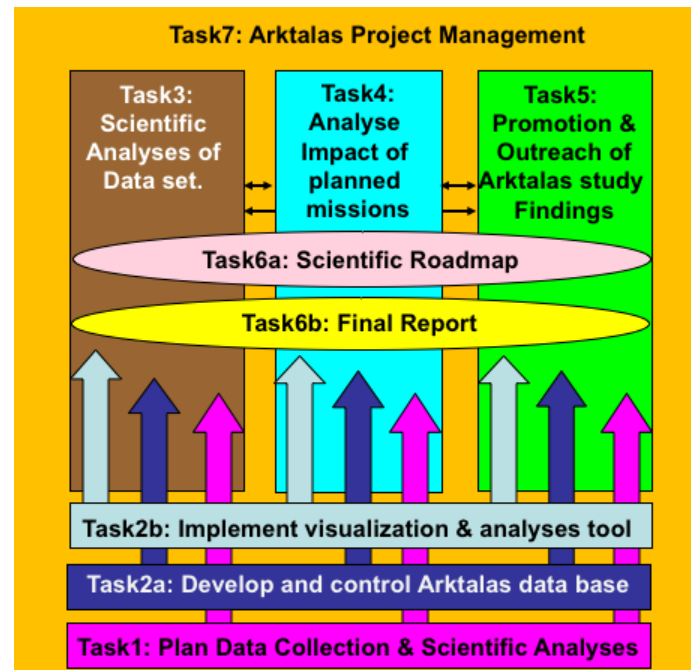 Task7: Arktalas Project Management
Task3:
Scientific
Analyses of
Data set.
Task4:
Analyse
Impact of
planned
missions
Task5:
Promotion &
Outreach of
Arktalas study
Findings
Task6a: Scientific Roadmap
Task6b: Final Report
Task2b: Implement visualization & analyses tool
Task2a: Develop and control Arktalas data base
Task1: Plan Data Collection & Scientific Analyses